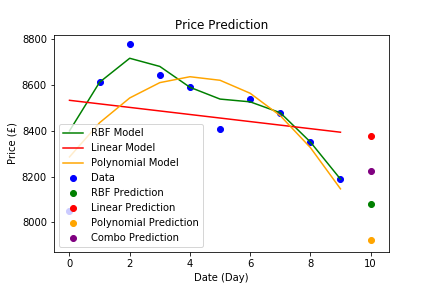 Price Prediction
8800
8600
8400
8200
8000
Price (£)
RBF Model
Linear Model
Polynomial Model
Data
RBF Prediction
Linear Prediction
Polynomial Prediction
Combo Prediction
0 2 4 6 8 10
Date (Day)